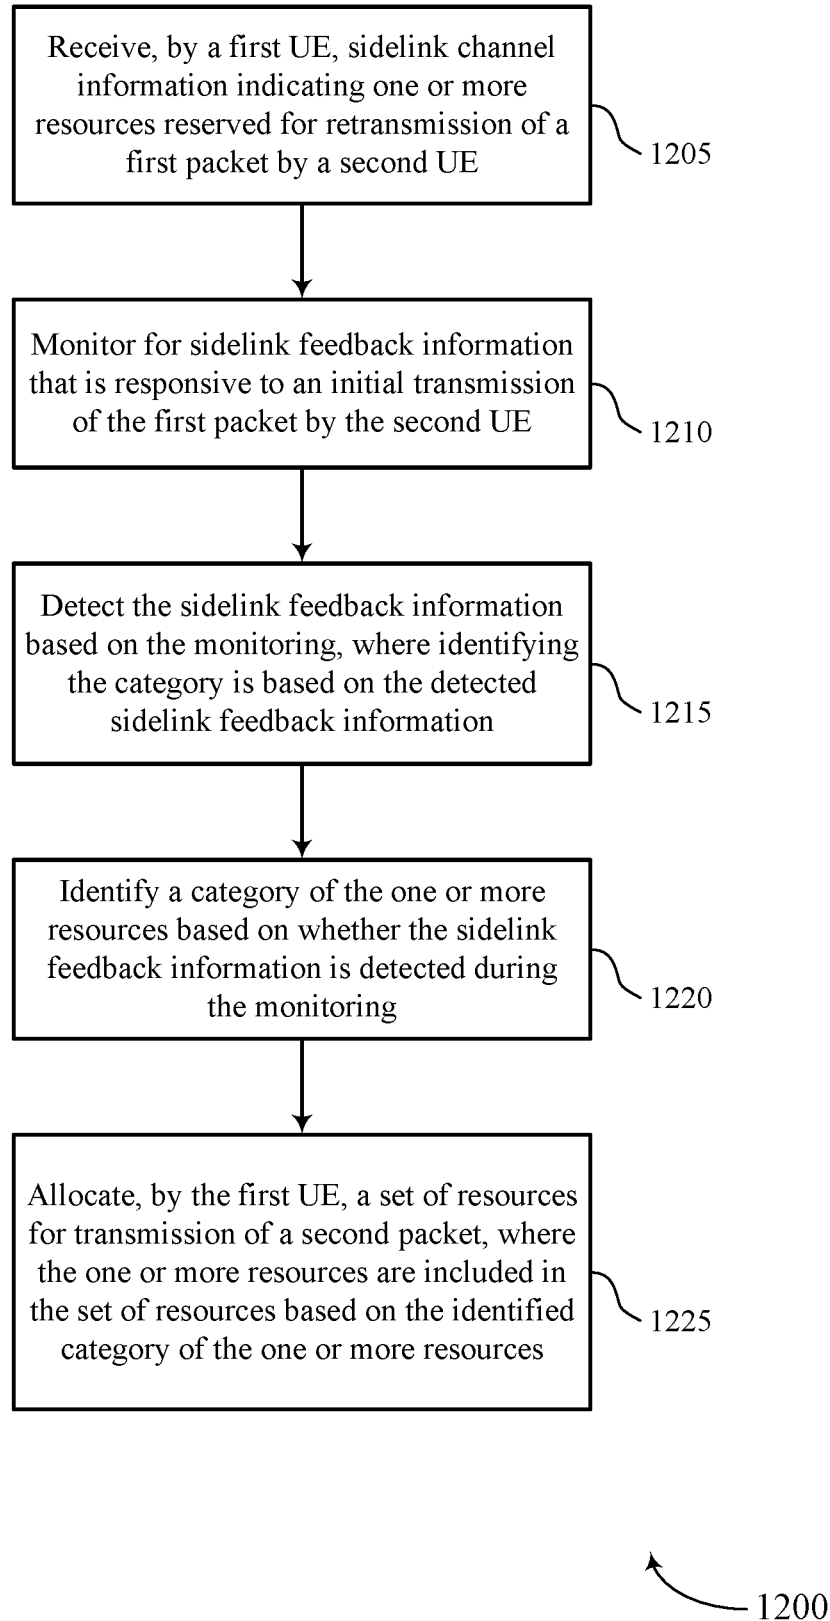 Receive, by a first UE, sidelink channel
information indicating one or more
resources reserved for retransmission of a
first packet by a second UE
1205
Monitor for sidelink feedback information
that is responsive to an initial transmission
of the first packet by the second UE
1210
Detect the sidelink feedback information
based on the monitoring, where identifying
the category is based on the detected
sidelink feedback information
1215
Identify a category of the one or more
resources based on whether the sidelink
feedback information is detected during
the monitoring
1220
Allocate, by the first UE, a set of resources
for transmission of a second packet, where
the one or more resources are included in
the set of resources based on the identified
category of the one or more resources
1225
1200